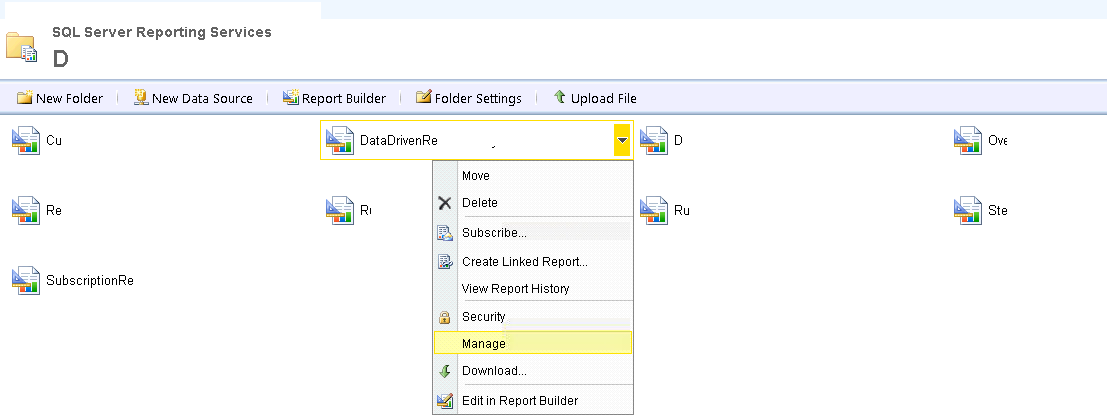 SQL Server Reporting Services
D
New Folder New Data Source Report Builder Folder Settings Upload File
Cu DataDrivenRe D Ove
Move
Delete
Re Ru Ru Ste
Subscribe...
Create Linked Report...
SubscriptionRe
View Report History
Security
Manage
Download...
Edit in Report Builder